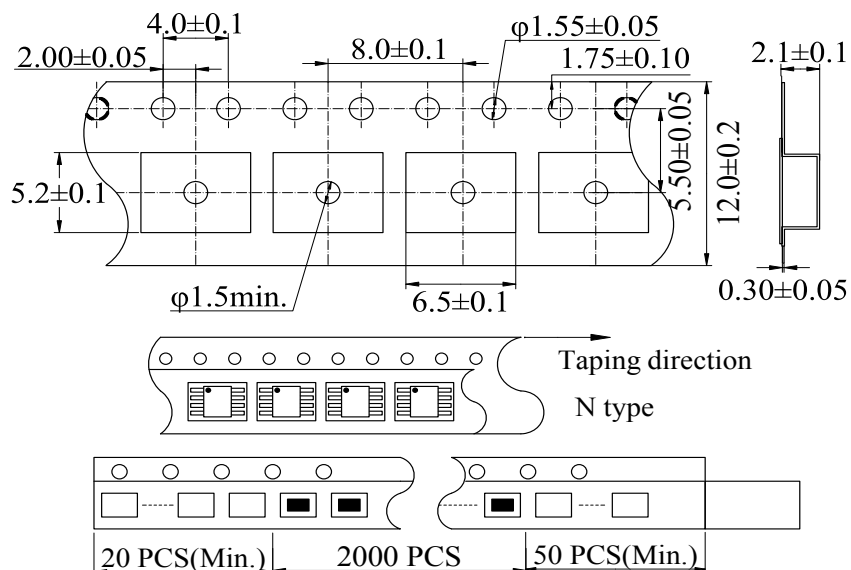 4.0±0.1
2.00±0.05
8.0±0.1
φ1.55±0.05
1.75±0.10
2.1±0.1
5.2±0.1
5.50±0.05
12.0±0.2
φ1.5min.
6.5±0.1
0.30±0.05
Taping direction
N type
20 PCS(Min.)
2000 PCS
50 PCS(Min.)